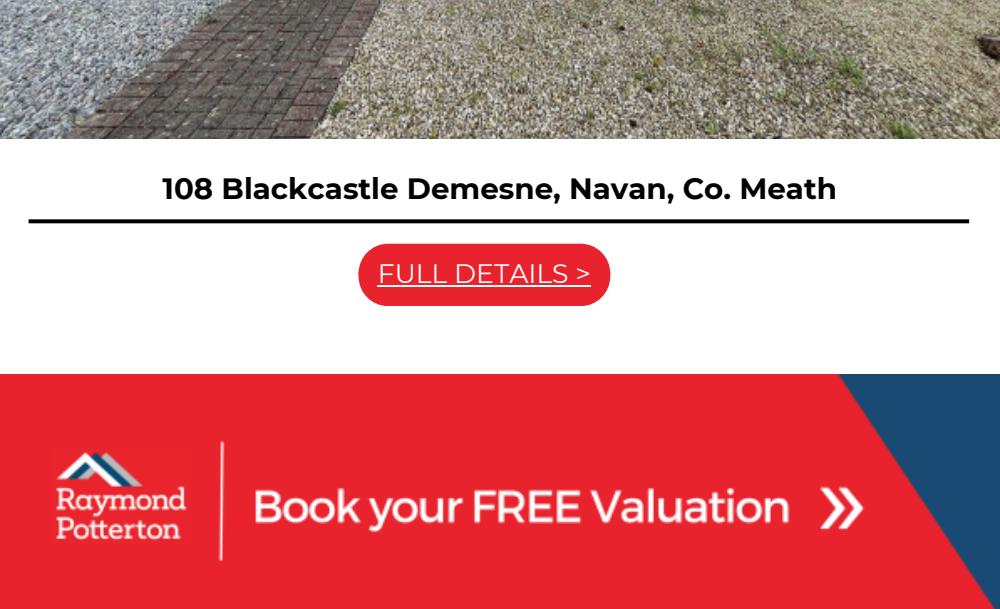 108 Blackcastle Demesne, Navan, Co. Meath
FULL DETAILS >
Raymond
Potterton
Book your FREE Valuation